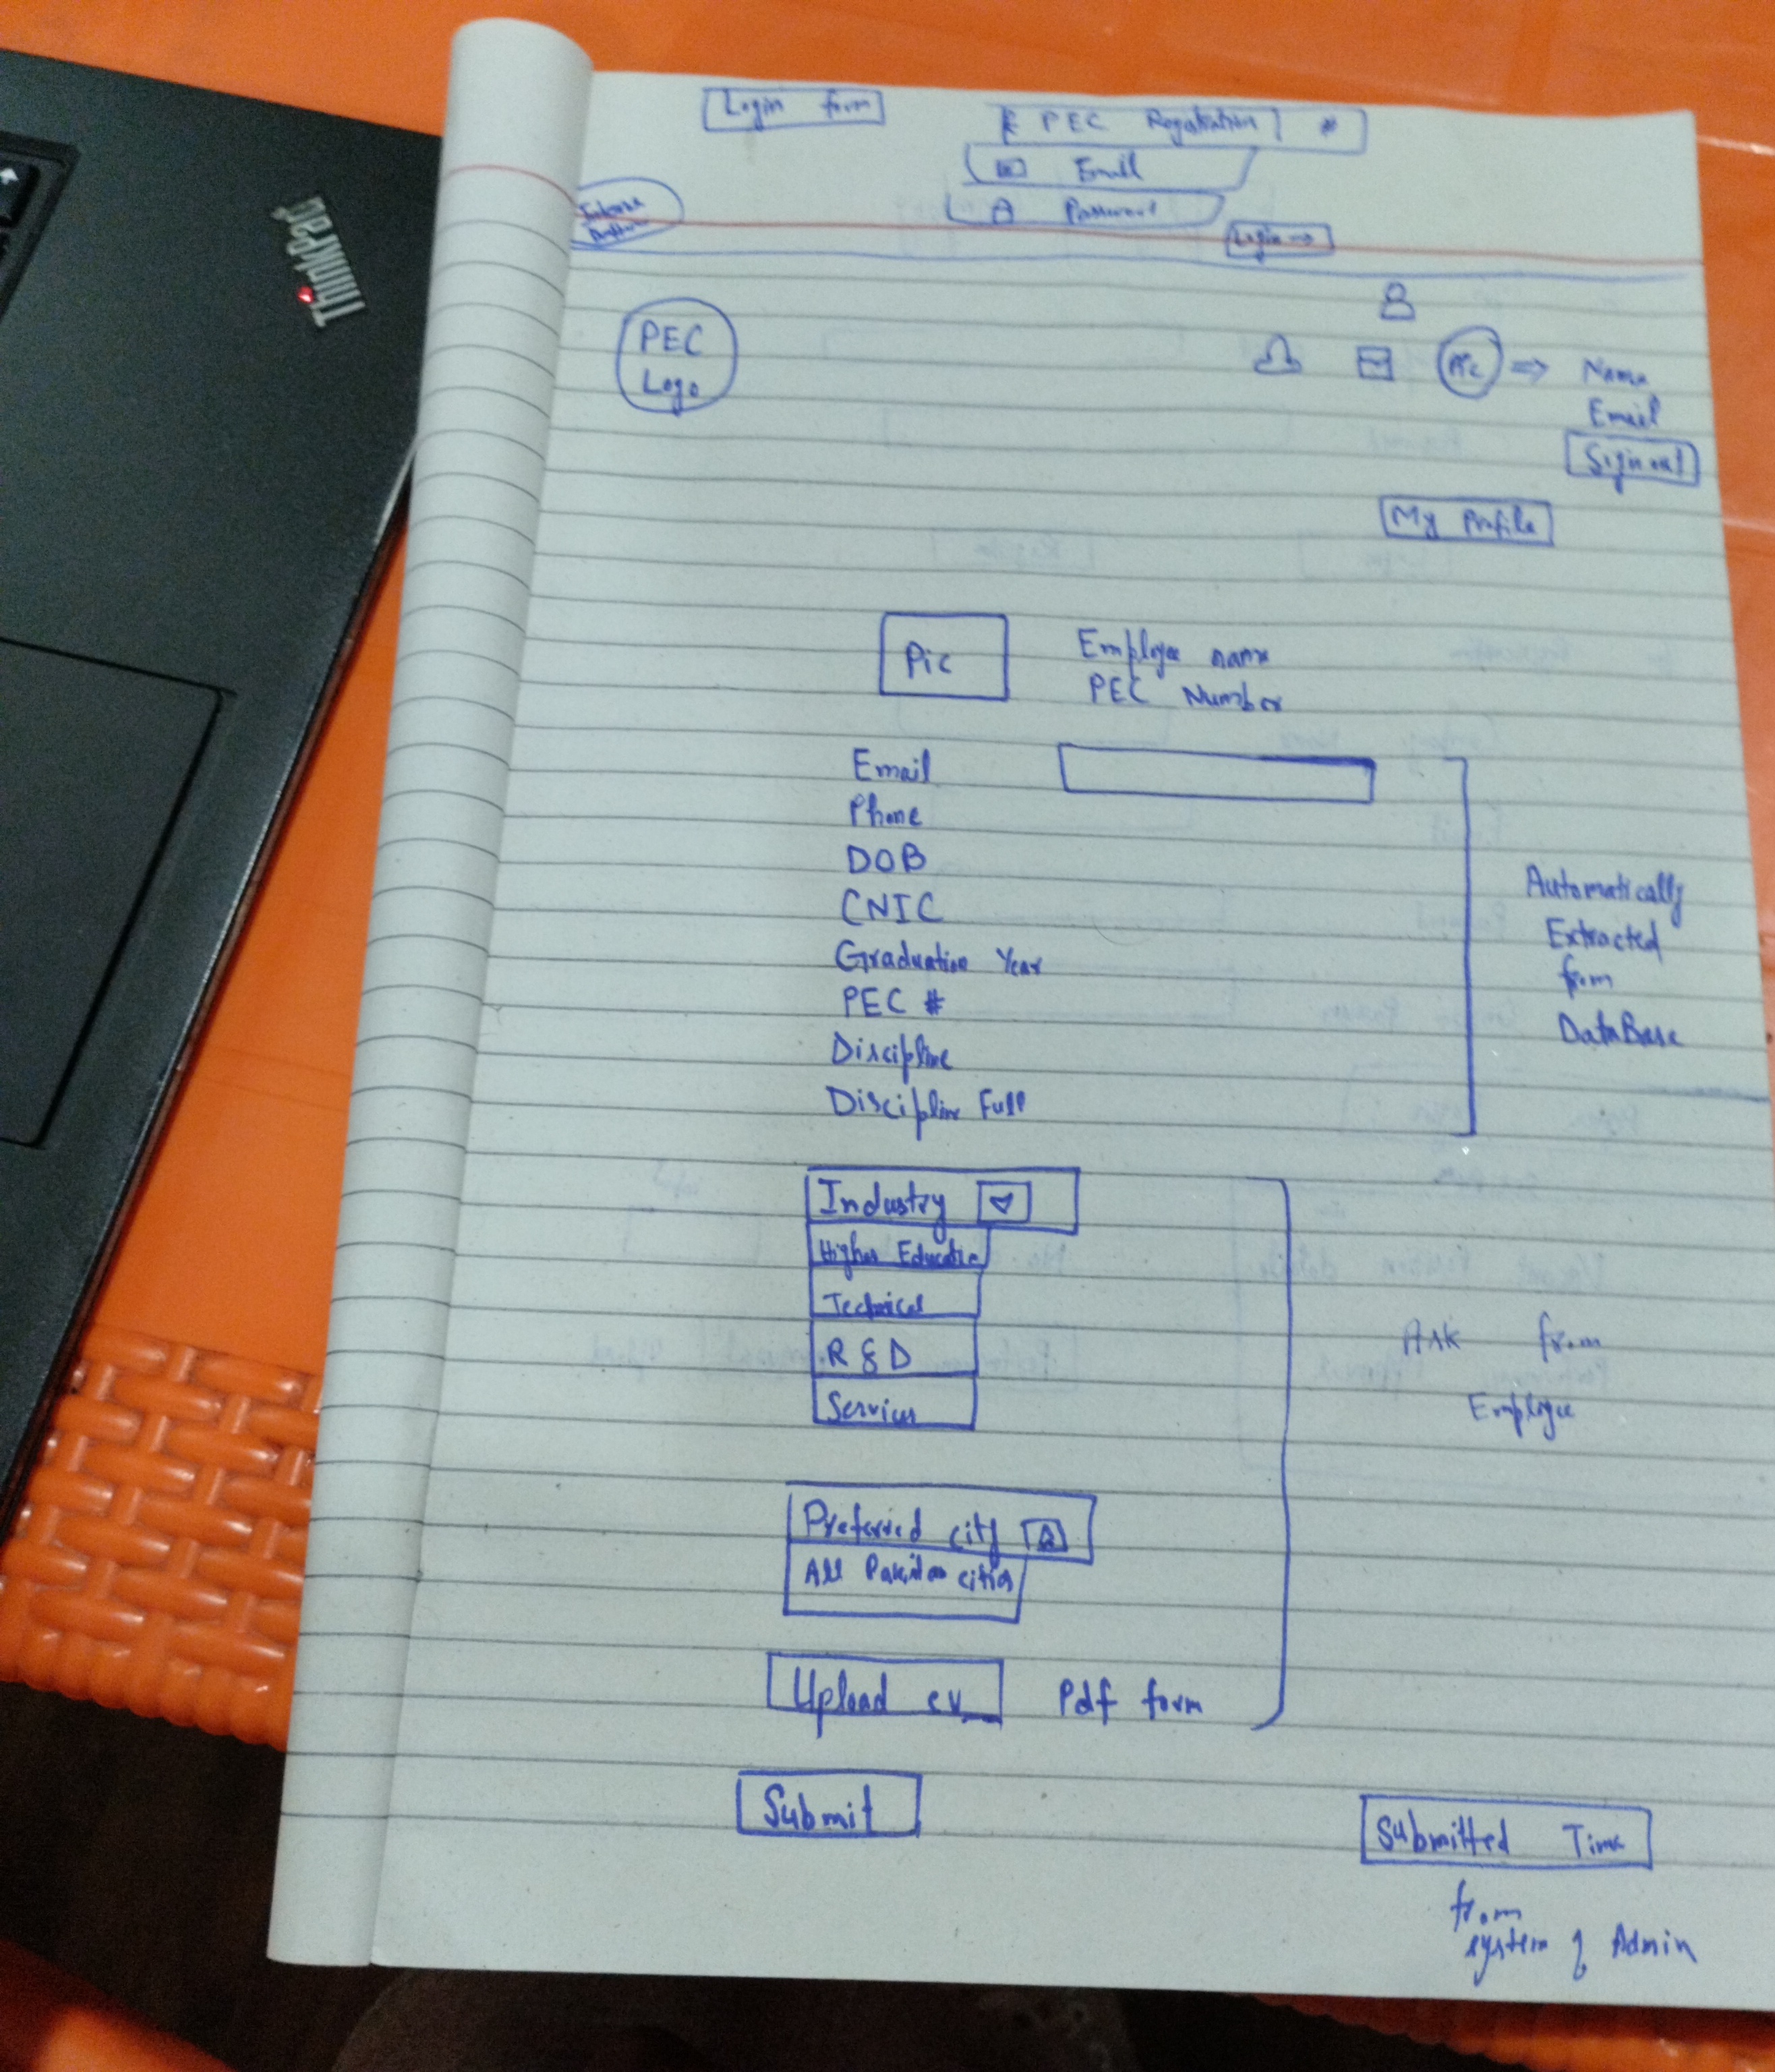 Login form
PEC Registration #
Email
Password
Login →
ThinkPad
PEC
Logo
Pic ⇒ Name
Email
Sign out
My Profile
Pic
Employee name
PEC Number
Email
Phone
DOB
CNIC
Graduation Year
PEC #
Discipline
Discipline Full
Automatically
Extracted
from
DataBase
Industry
Higher Education
Technical
R & D
Services
Ask from
Employee
Preferred city
All Pakistan cities
Upload cv Pdf form
Submit
Submitted Time
from
system of Admin